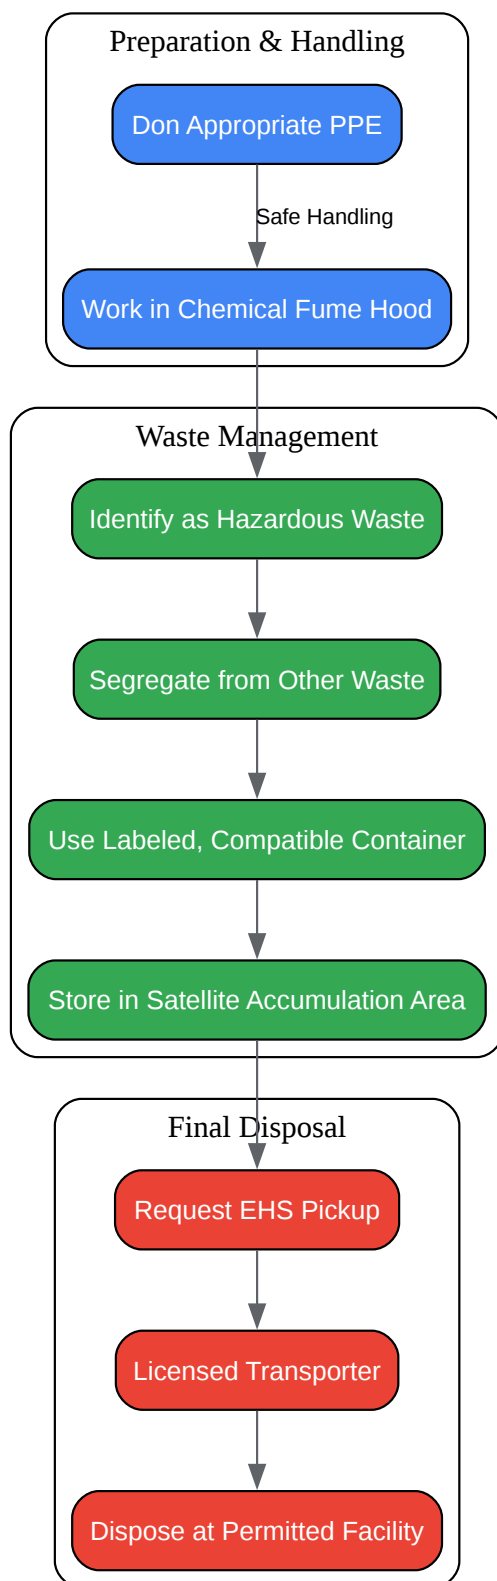 Preparation & Handling
Don Appropriate PPE
Safe Handling
Work in Chemical Fume Hood
Waste Management
Identify as Hazardous Waste
Segregate from Other Waste
Use Labeled, Compatible Container
Store in Satellite Accumulation Area
Final Disposal
Request EHS Pickup
Licensed Transporter
Dispose at Permitted Facility